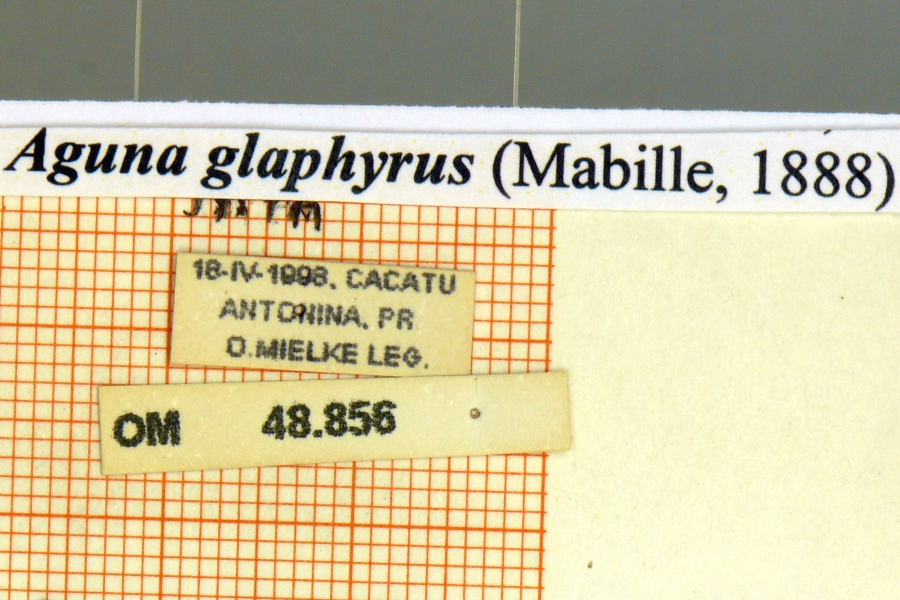 Aguna glaphyrus (Mabille, 1888)
18-IV-1998, CACATU
ANTONINA, PR
O.MIELKE LEG.
OM 48.856